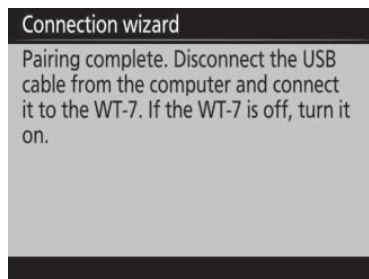 Connection wizard
Pairing complete. Disconnect the USB
cable from the computer and connect
it to the WT-7. If the WT-7 is off, turn it
on.